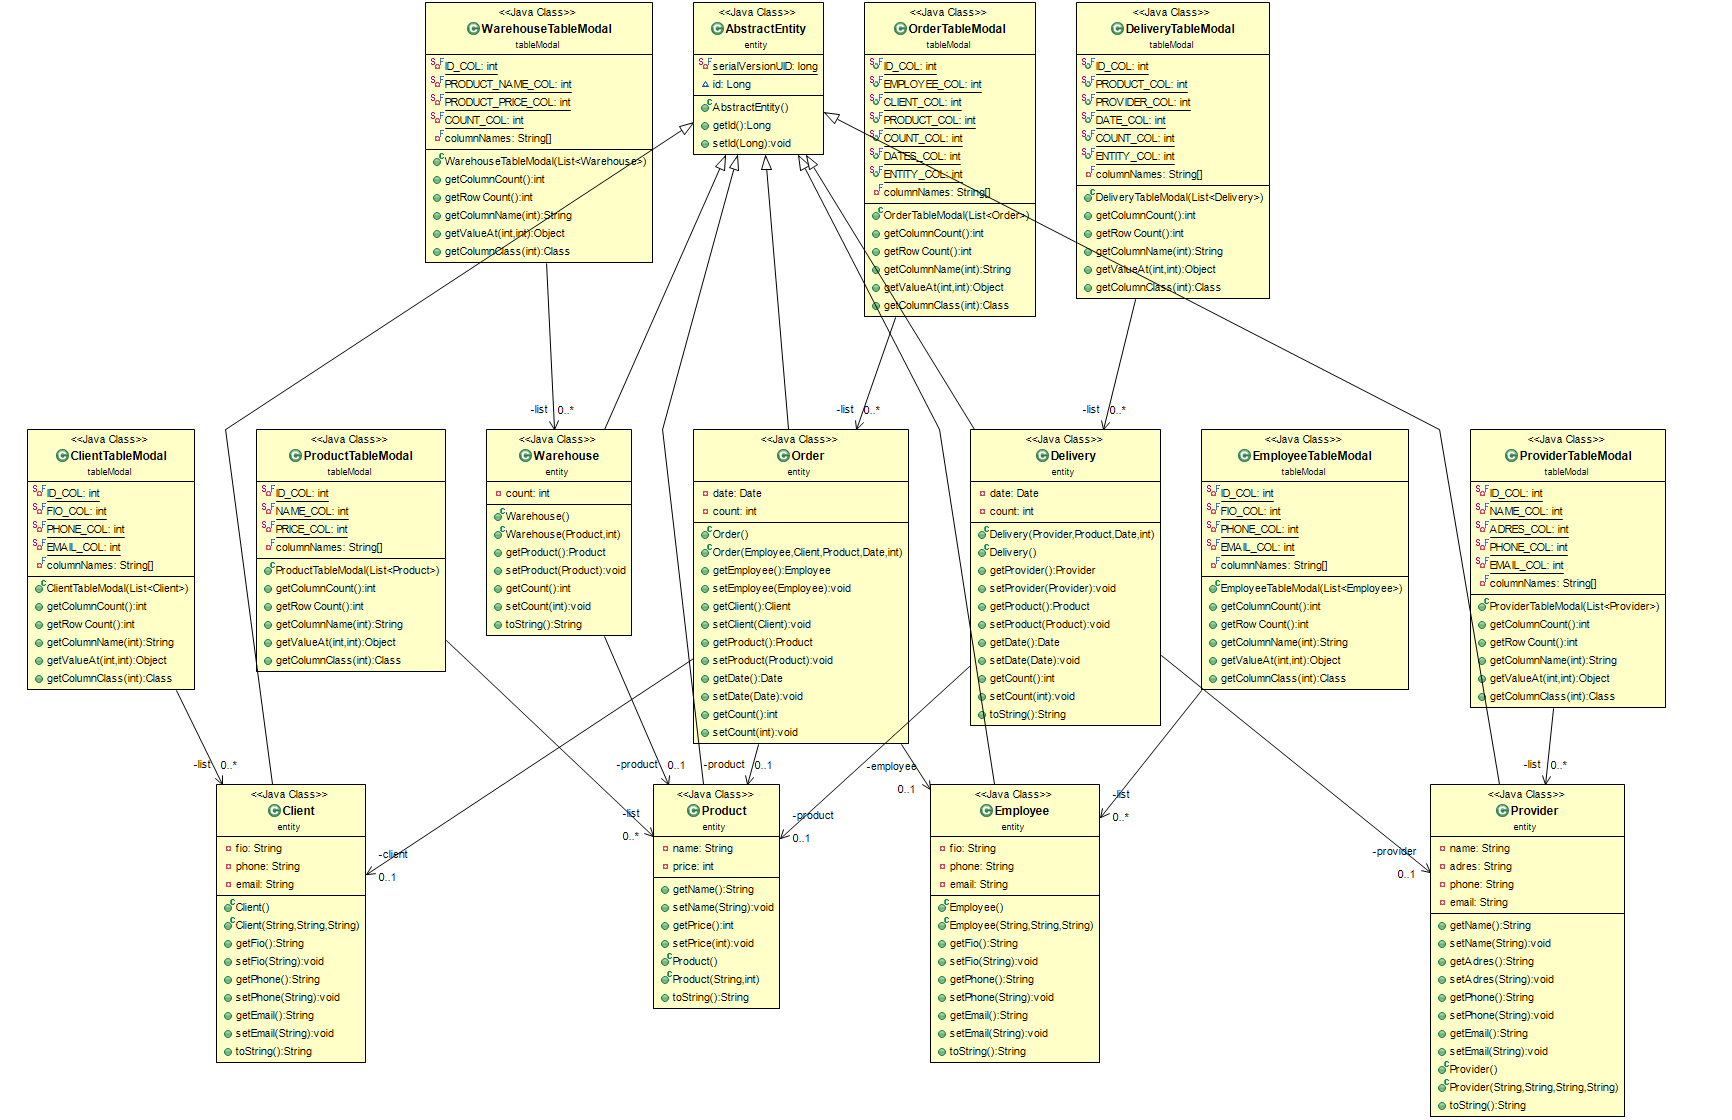 <<Java Class>>
WarehouseTableModal
tableModal
ID_COL: int
PRODUCT_NAME_COL: int
PRODUCT_PRICE_COL: int
COUNT_COL: int
columnNames: String[]
WarehouseTableModal(List<Warehouse>)
getColumnCount():int
getRowCount():int
getColumnName(int):String
getValueAt(int,int):Object
getColumnClass(int):Class
<<Java Class>>
AbstractEntity
entity
serialVersionUID: long
id: Long
AbstractEntity()
getId():Long
setId(Long):void
<<Java Class>>
OrderTableModal
tableModal
ID_COL: int
EMPLOYEE_COL: int
CLIENT_COL: int
PRODUCT_COL: int
COUNT_COL: int
DATES_COL: int
ENTITY_COL: int
columnNames: String[]
OrderTableModal(List<Order>)
getColumnCount():int
getRowCount():int
getColumnName(int):String
getValueAt(int,int):Object
getColumnClass(int):Class
<<Java Class>>
DeliveryTableModal
tableModal
ID_COL: int
PRODUCT_COL: int
PROVIDER_COL: int
DATE_COL: int
COUNT_COL: int
ENTITY_COL: int
columnNames: String[]
DeliveryTableModal(List<Delivery>)
getColumnCount():int
getRowCount():int
getColumnName(int):String
getValueAt(int,int):Object
getColumnClass(int):Class
-list 0..*
-list 0..*
-list 0..*
<<Java Class>>
ClientTableModal
tableModal
ID_COL: int
FIO_COL: int
PHONE_COL: int
EMAIL_COL: int
columnNames: String[]
ClientTableModal(List<Client>)
getColumnCount():int
getRowCount():int
getColumnName(int):String
getValueAt(int,int):Object
getColumnClass(int):Class
<<Java Class>>
ProductTableModal
tableModal
ID_COL: int
NAME_COL: int
PRICE_COL: int
columnNames: String[]
ProductTableModal(List<Product>)
getColumnCount():int
getRowCount():int
getColumnName(int):String
getValueAt(int,int):Object
getColumnClass(int):Class
<<Java Class>>
Warehouse
entity
count: int
Warehouse()
Warehouse(Product,int)
getProduct():Product
setProduct(Product):void
getCount():int
setCount(int):void
toString():String
<<Java Class>>
Order
entity
date: Date
count: int
Order()
Order(Employee,Client,Product,Date,int)
getEmployee():Employee
setEmployee(Employee):void
getClient():Client
setClient(Client):void
getProduct():Product
setProduct(Product):void
getDate():Date
setDate(Date):void
getCount():int
setCount(int):void
<<Java Class>>
Delivery
entity
date: Date
count: int
Delivery(Provider,Product,Date,int)
Delivery()
getProvider():Provider
setProvider(Provider):void
getProduct():Product
setProduct(Product):void
getDate():Date
setDate(Date):void
getCount():int
setCount(int):void
toString():String
<<Java Class>>
EmployeeTableModal
tableModal
ID_COL: int
FIO_COL: int
PHONE_COL: int
EMAIL_COL: int
columnNames: String[]
EmployeeTableModal(List<Employee>)
getColumnCount():int
getRowCount():int
getColumnName(int):String
getValueAt(int,int):Object
getColumnClass(int):Class
<<Java Class>>
ProviderTableModal
tableModal
ID_COL: int
NAME_COL: int
ADRES_COL: int
PHONE_COL: int
EMAIL_COL: int
columnNames: String[]
ProviderTableModal(List<Provider>)
getColumnCount():int
getRowCount():int
getColumnName(int):String
getValueAt(int,int):Object
getColumnClass(int):Class
-list 0..*
-product 0..1
-product 0..1
-employee
0..1
-list 0..*
-list
0..*
-list
0..*
-product
0..1
-client
0..1
-provider
0..1
<<Java Class>>
Client
entity
fio: String
phone: String
email: String
Client()
Client(String,String,String)
getFio():String
setFio(String):void
getPhone():String
setPhone(String):void
getEmail():String
setEmail(String):void
toString():String
<<Java Class>>
Product
entity
name: String
price: int
getName():String
setName(String):void
getPrice():int
setPrice(int):void
Product()
Product(String,int)
toString():String
<<Java Class>>
Employee
entity
fio: String
phone: String
email: String
Employee()
Employee(String,String,String)
getFio():String
setFio(String):void
getPhone():String
setPhone(String):void
getEmail():String
setEmail(String):void
toString():String
<<Java Class>>
Provider
entity
name: String
adres: String
phone: String
email: String
getName():String
setName(String):void
getAdres():String
setAdres(String):void
getPhone():String
setPhone(String):void
getEmail():String
setEmail(String):void
Provider()
Provider(String,String,String,String)
toString():String